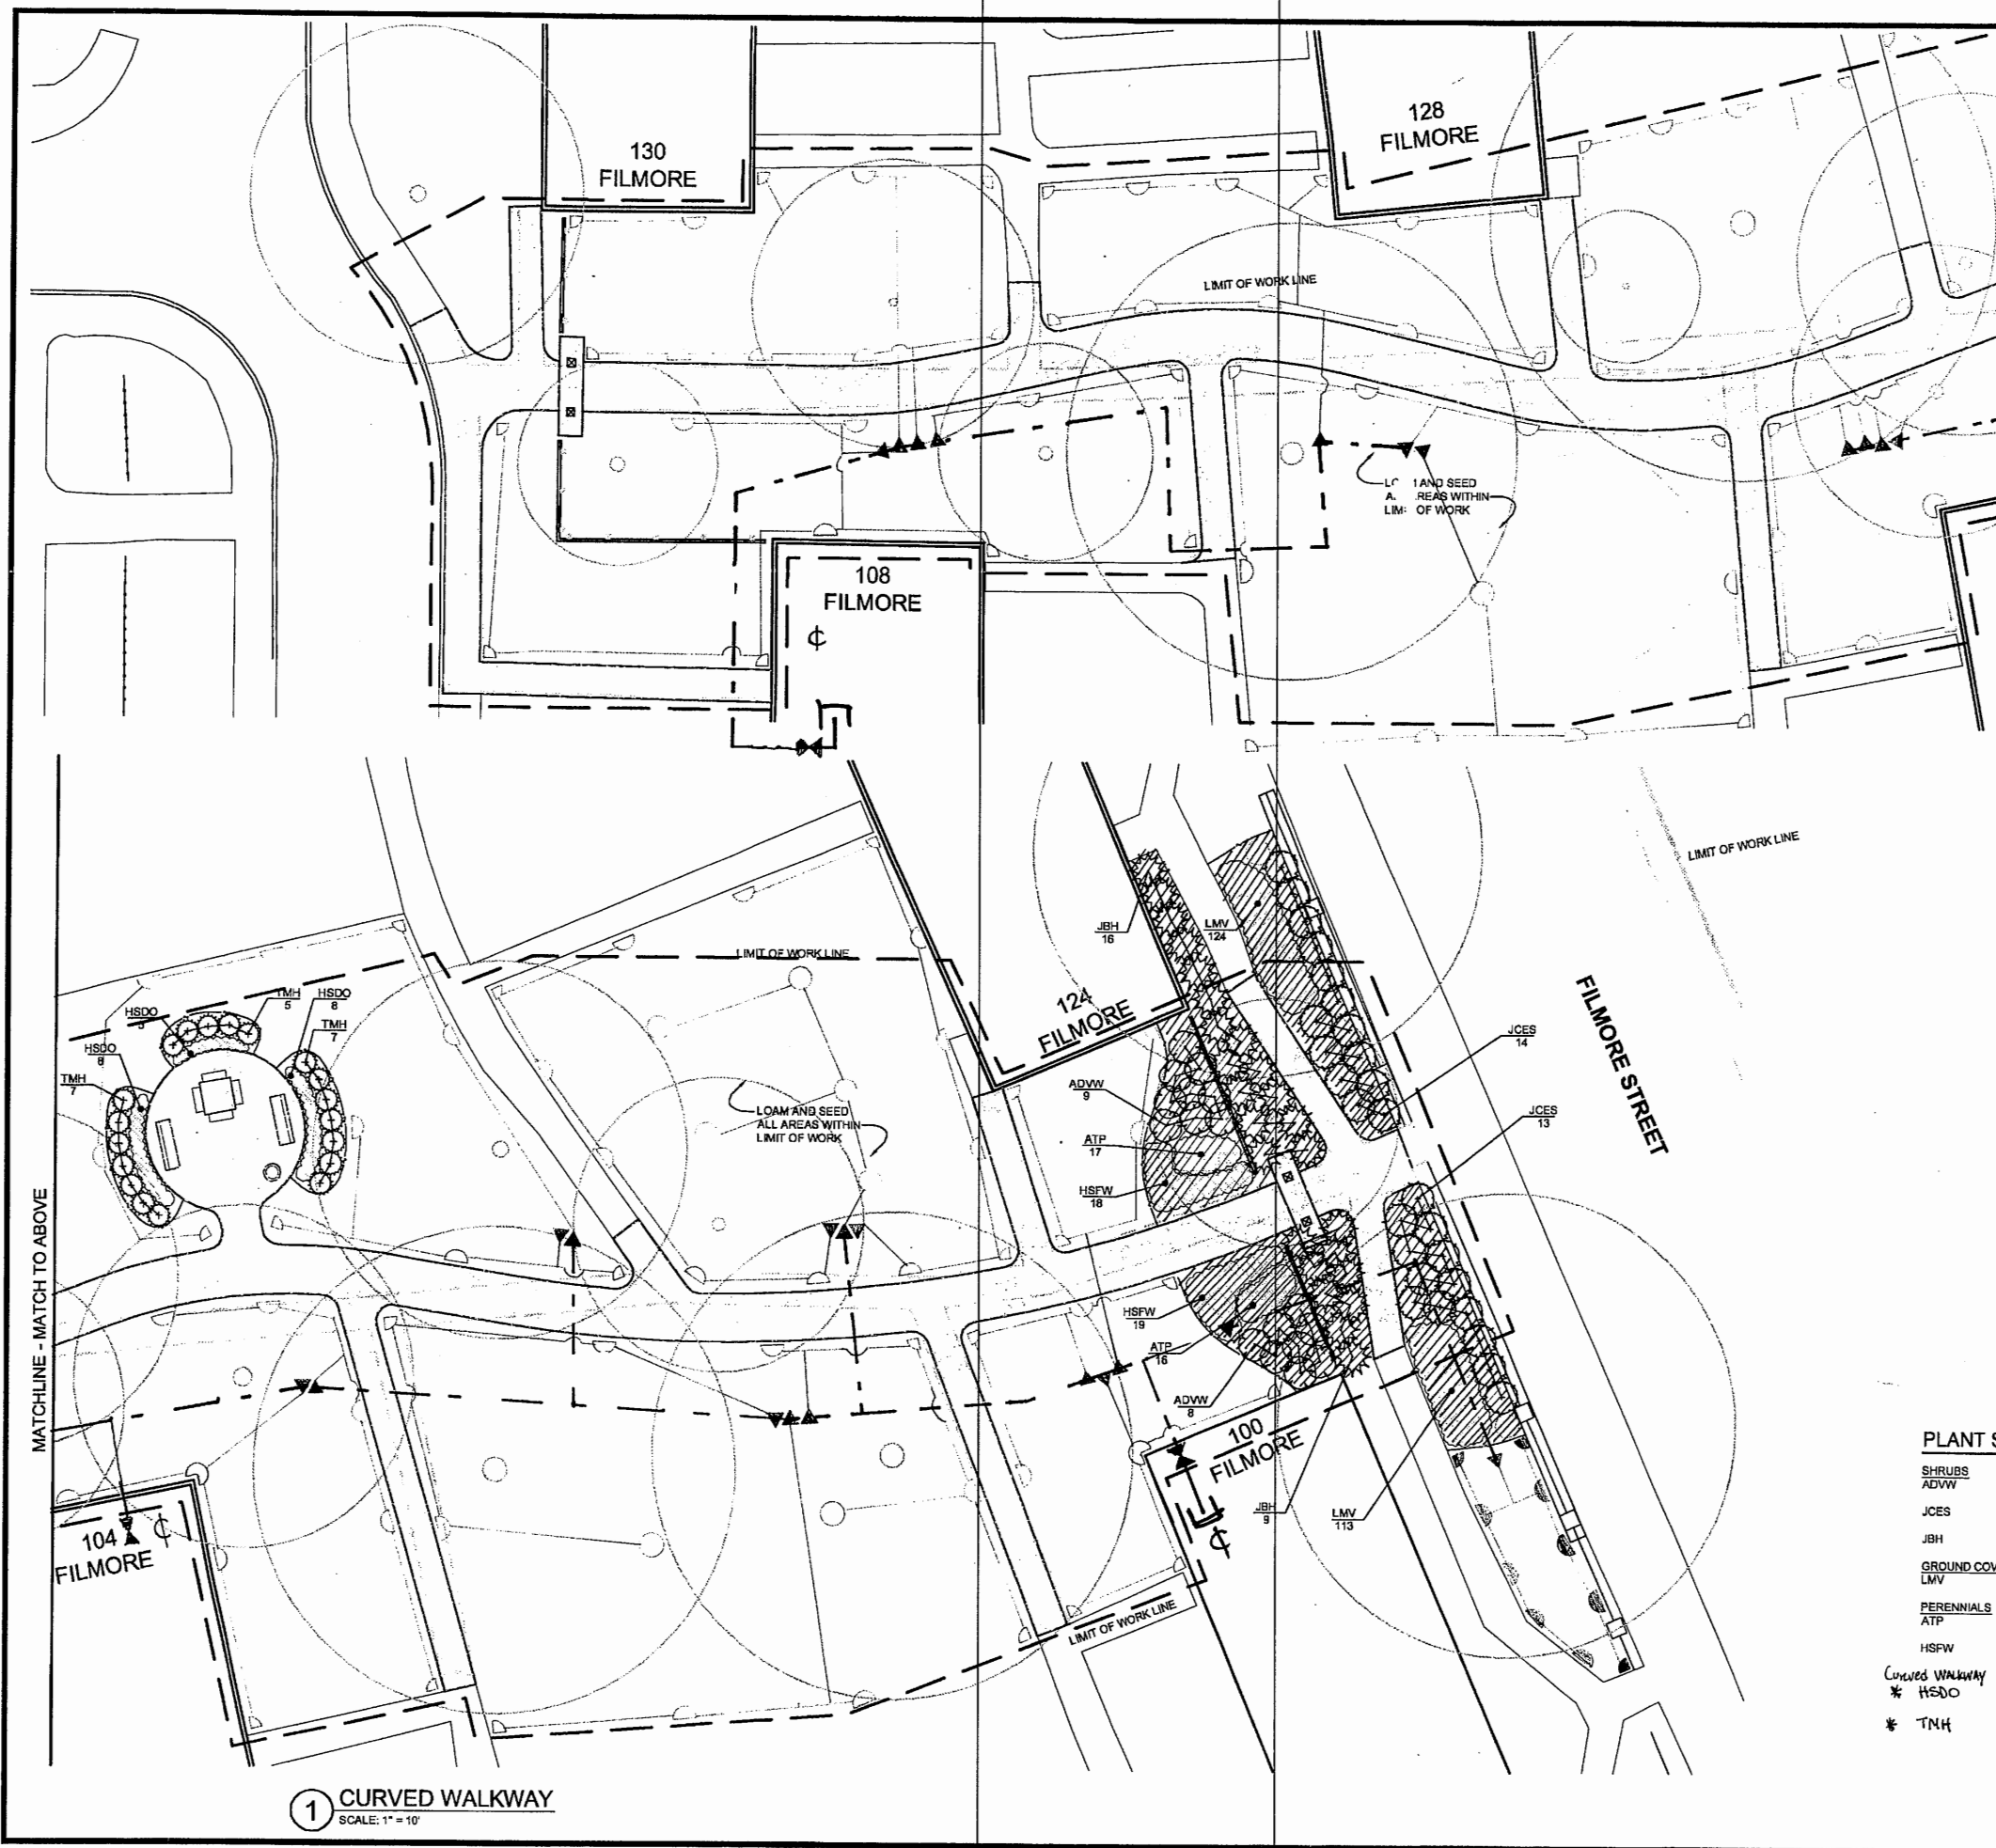 130
FILMORE
128
FILMORE
LIMIT OF WORK LINE
AND SEED
OF WORK
108
FILMORE
₵
LIMIT OF WORK LINE
JBH
16
LMV
124
LIMIT OF WORK LINE
124
FILMORE
FILMORE STREET
TMH
5
HSDO
8
HSDO
TMH
7
HSDO
8
TMH
7
JCES
14
ADVW
9
LOAM AND SEED
ALL AREAS WITHIN
LIMIT OF WORK
JCES
13
ATP
17
HSFW
18
MATCHLINE - MATCH TO ABOVE
HSFW
19
ATP
16
ADVW
8
100
FILMORE
JBH
9
LMV
113
₵
104
FILMORE
₵
LIMIT OF WORK LINE
PLANT S
SHRUBS
ADVW
JCES
JBH
GROUND COV
LMV
PERENNIALS
ATP
HSFW
Curved WALKWAY
* HSDO
* TMH
1 CURVED WALKWAY
SCALE: 1" = 10'